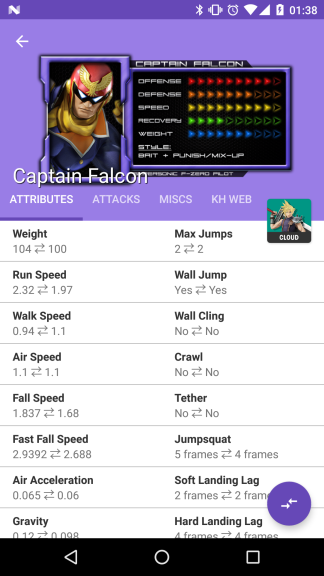 01:38
CAPTAIN FALCON
OFFENSE
DEFENSE
SPEED
RECOVERY
WEIGHT
STYLE:
BAIT + PUNISH/MIX-UP
Captain Falcon
ATTRIBUTES ATTACKS MISCS KH WEB
CLOUD
Weight Max Jumps
104 ⇄ 100 2 ⇄ 2
Run Speed Wall Jump
2.32 ⇄ 1.97 Yes ⇄ Yes
Walk Speed Wall Cling
0.94 ⇄ 1.1 No ⇄ No
Air Speed Crawl
1.1 ⇄ 1.1 No ⇄ No
Fall Speed Tether
1.837 ⇄ 1.68 No ⇄ No
Fast Fall Speed Jumpsquat
2.9392 ⇄ 2.688 5 frames ⇄ 4 frames
Air Acceleration Soft Landing Lag
0.065 ⇄ 0.06 2 frames ⇄ 2
Gravity Hard Landing Lag
0.12 ⇄ 0.098 4 frames ⇄ 4 frames